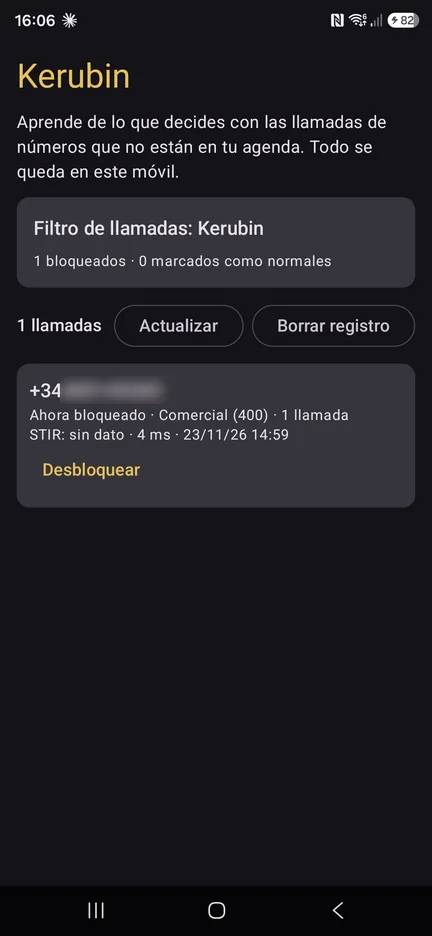 16:06
82
Kerubin
Aprende de lo que decides con las llamadas de
números que no están en tu agenda. Todo se
queda en este móvil.
Filtro de llamadas: Kerubin
1 bloqueados · 0 marcados como normales
1 llamadas
Actualizar
Borrar registro
+34
Ahora bloqueado · Comercial (400) · 1 llamada
STIR: sin dato · 4 ms · 23/11/26 14:59
Desbloquear